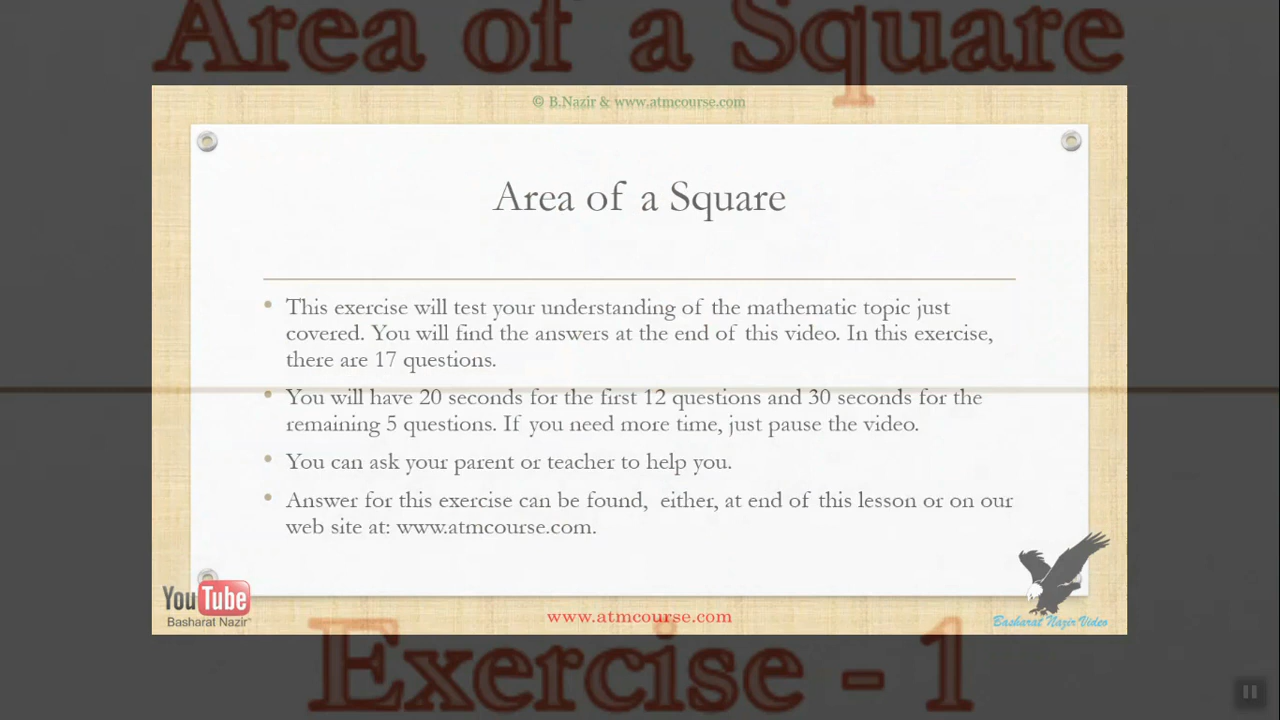 Area of a Square
© B.Nazir & www.atmcourse.com
Area of a Square
• This exercise will test your understanding of the mathematic topic just
covered. You will find the answers at the end of this video. In this exercise,
there are 17 questions.
• You will have 20 seconds for the first 12 questions and 30 seconds for the
remaining 5 questions. If you need more time, just pause the video.
• You can ask your parent or teacher to help you.
• Answer for this exercise can be found, either, at end of this lesson or on our
web site at: www.atmcourse.com.
YouTube
Basharat Nazir
www.atmcourse.com
Basharat Nazir Video
Exercise - 1